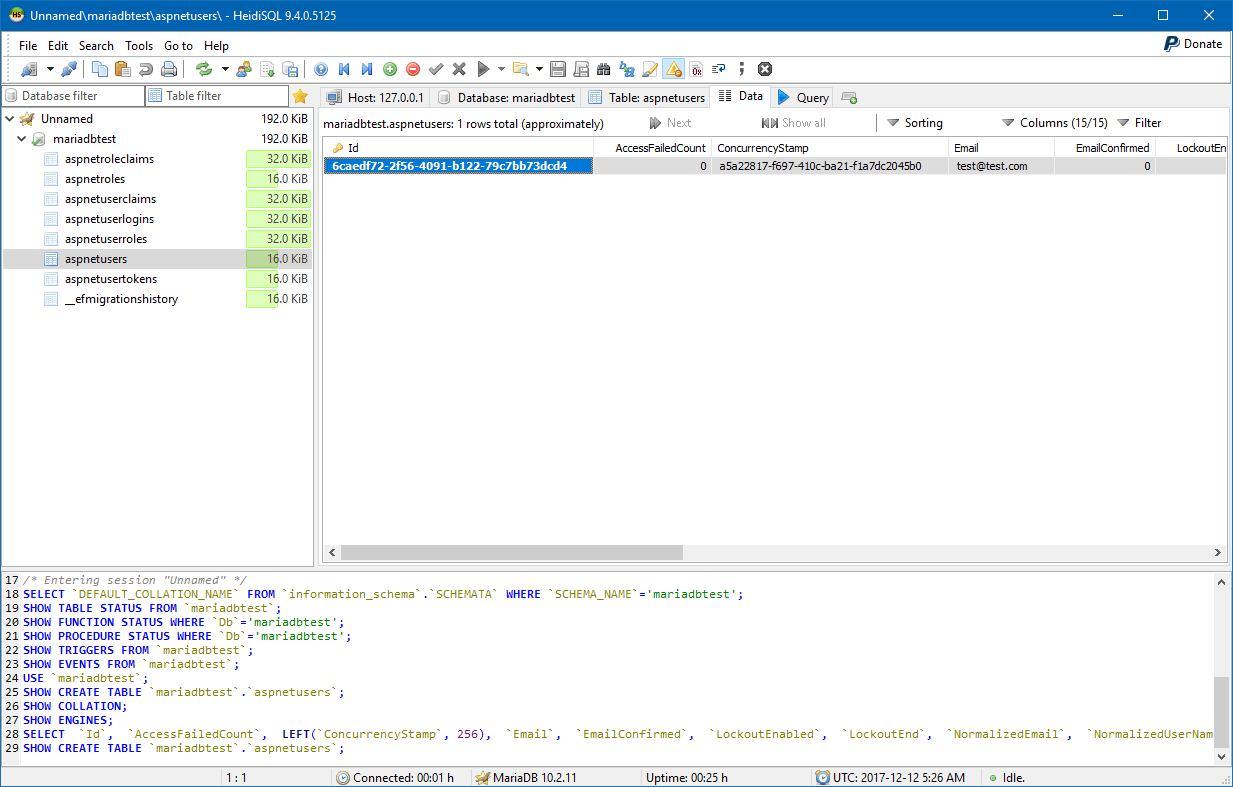 Unnamed\mariadbtest\aspnetusers\ - HeidiSQL 9.4.0.5125
File Edit Search Tools Go to Help
Donate
Database filter
Table filter
Host: 127.0.0.1 Database: mariadbtest Table: aspnetusers Data Query
Unnamed 192.0 KiB
mariadbtest 192.0 KiB
aspnetroleclaims 32.0 KiB
aspnetroles 16.0 KiB
aspnetuserclaims 32.0 KiB
aspnetuserlogins 32.0 KiB
aspnetuserroles 32.0 KiB
aspnetusers 16.0 KiB
aspnetusertokens 16.0 KiB
__efmigrationshistory 16.0 KiB
mariadbtest.aspnetusers: 1 rows total (approximately) Next Show all Sorting Columns (15/15) Filter
Id AccessFailedCount ConcurrencyStamp Email EmailConfirmed LockoutEn
6caedf72-2f56-4091-b122-79c7bb73dcd4 0 a5a22817-f697-410c-ba21-f1a7dc2045b0 test@test.com 0
17 /* Entering session "Unnamed" */
18 SELECT `DEFAULT_COLLATION_NAME` FROM `information_schema`.`SCHEMATA` WHERE `SCHEMA_NAME`='mariadbtest';
19 SHOW TABLE STATUS FROM `mariadbtest`;
20 SHOW FUNCTION STATUS WHERE `Db`='mariadbtest';
21 SHOW PROCEDURE STATUS WHERE `Db`='mariadbtest';
22 SHOW TRIGGERS FROM `mariadbtest`;
23 SHOW EVENTS FROM `mariadbtest`;
24 USE `mariadbtest`;
25 SHOW CREATE TABLE `mariadbtest`.`aspnetusers`;
26 SHOW COLLATION;
27 SHOW ENGINES;
28 SELECT `Id`, `AccessFailedCount`, LEFT(`ConcurrencyStamp`, 256), `Email`, `EmailConfirmed`, `LockoutEnabled`, `LockoutEnd`, `NormalizedEmail`, `NormalizedUserNam
29 SHOW CREATE TABLE `mariadbtest`.`aspnetusers`;
1 : 1 Connected: 00:01 h MariaDB 10.2.11 Uptime: 00:25 h UTC: 2017-12-12 5:26 AM Idle.